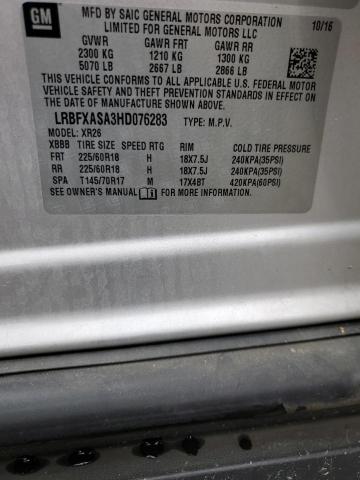 GM
MFD BY SAIC GENERAL MOTORS CORPORATION 10/16
LIMITED FOR GENERAL MOTORS LLC
GVWR GAWR FRT GAWR RR
2300 KG 1210 KG 1300 KG
5070 LB 2667 LB 2866 LB
THIS VEHICLE CONFORMS TO ALL APPLICABLE U.S. FEDERAL MOTOR
VEHICLE SAFETY AND THEFT PREVENTION STANDARDS IN EFFECT
ON THE DATE OF MANUFACTURE SHOWN ABOVE.
LRBFXASA3HD076283 TYPE: M.P.V.
MODEL: XR26
XBBB TIRE SIZE SPEED RTG RIM COLD TIRE PRESSURE
FRT 225/60R18 H 18X7.5J 240KPA(35PSI)
RR 225/60R18 H 18X7.5J 240KPA(35PSI)
SPA T145/70R17 M 17X4BT 420KPA(60PSI)
SEE OWNER'S MANUAL FOR MORE INFORMATION